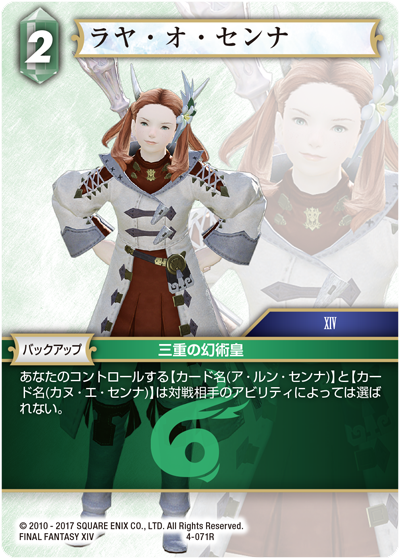 2
ラヤ・オ・センナ
XIV
バックアップ
三重の幻術皇
あなたのコントロールする【カード名(ア・ルン・センナ)】と【カー
ド名(カヌ・エ・センナ)】は対戦相手のアビリティによっては選ば
れない。
© 2010 - 2017 SQUARE ENIX CO., LTD. All Rights Reserved.
FINAL FANTASY XIV 4-071R